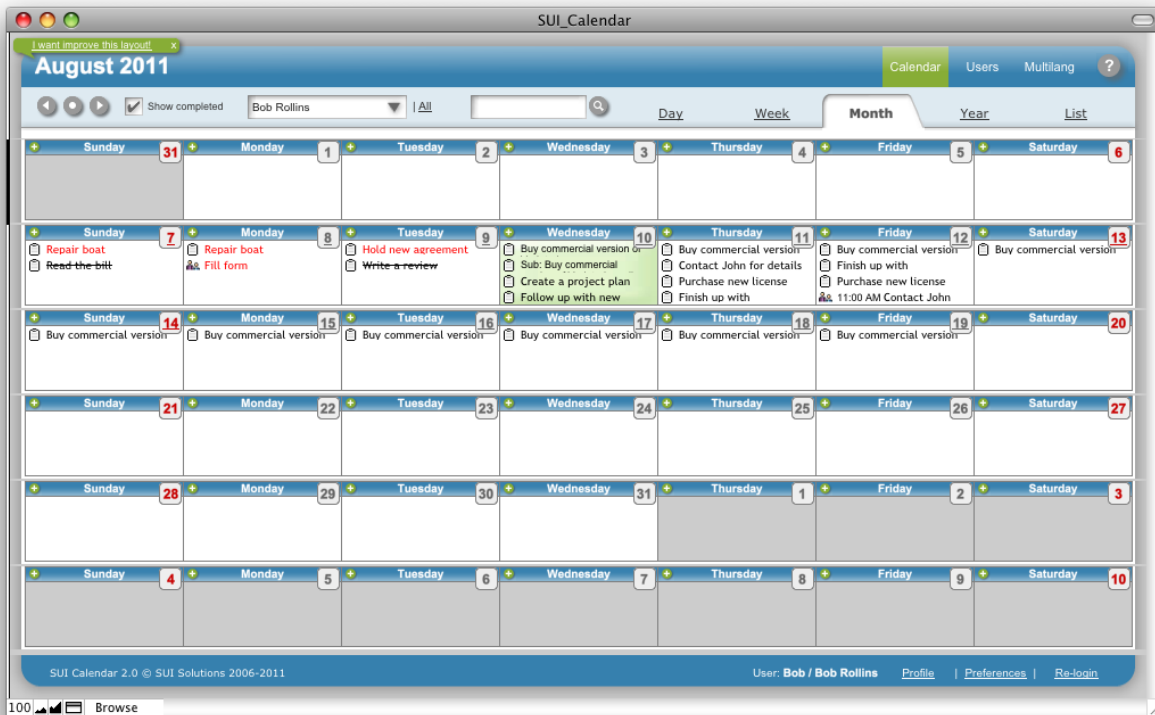 SUI_Calendar
I want improve this layout! x
August 2011
Calendar Users Multilang ?
Show completed Bob Rollins | All Day Week Month Year List
Sunday 31 Monday 1 Tuesday 2 Wednesday 3 Thursday 4 Friday 5 Saturday 6
Sunday 7 Monday 8 Tuesday 9 Wednesday 10 Thursday 11 Friday 12 Saturday 13
Repair boat Repair boat Hold new agreement Buy commercial version Buy commercial version Buy commercial version Buy commercial version
Read the bill Fill form Write a review Sub: Buy commercial Contact John for details Finish up with
Create a project plan Purchase new license Purchase new license
Follow up with new Finish up with 11:00 AM Contact John
Sunday 14 Monday 15 Tuesday 16 Wednesday 17 Thursday 18 Friday 19 Saturday 20
Buy commercial version Buy commercial version Buy commercial version Buy commercial version Buy commercial version Buy commercial version
Sunday 21 Monday 22 Tuesday 23 Wednesday 24 Thursday 25 Friday 26 Saturday 27
Sunday 28 Monday 29 Tuesday 30 Wednesday 31 Thursday 1 Friday 2 Saturday 3
Sunday 4 Monday 5 Tuesday 6 Wednesday 7 Thursday 8 Friday 9 Saturday 10
SUI Calendar 2.0 © SUI Solutions 2006-2011 User: Bob / Bob Rollins Profile | Preferences | Re-login
100 Browse